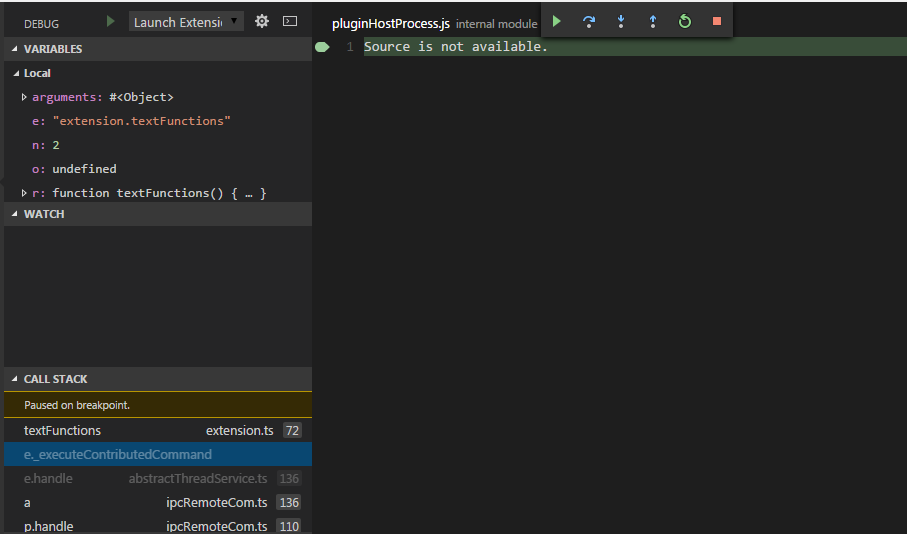 DEBUG Launch Extensi
VARIABLES
Local
arguments: #<Object>
e: "extension.textFunctions"
n: 2
o: undefined
r: function textFunctions() { … }
WATCH
CALL STACK
Paused on breakpoint.
textFunctions extension.ts 72
e._executeContributedCommand
e.handle abstractThreadService.ts 136
a ipcRemoteCom.ts 136
p.handle ipcRemoteCom.ts 110
pluginHostProcess.js internal module
1 Source is not available.